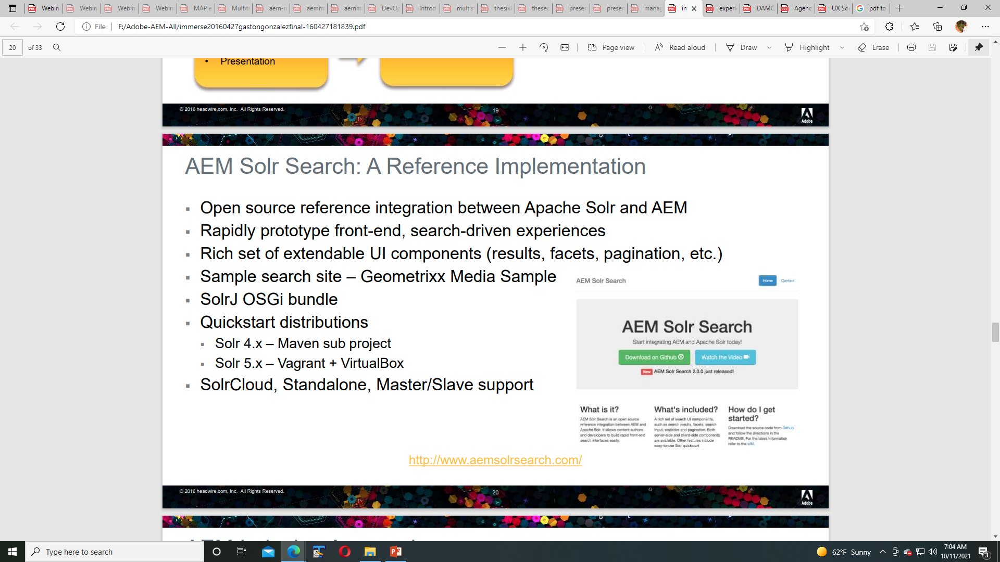 Webin
Webin
Webin
Webin
MAP e
Multit
aem-m
aemm
aemm
DevOp
Introd
multis
thesixt
thesec
presen
presen
manag
im
experi
DAMC
Agenc
UX Sol
pdf to
File
F:/Adobe-AEM-All/immerse20160427gastongonzalezfinal-160427181839.pdf
20 of 33
Page view
Read aloud
Draw
Highlight
Erase
• Presentation
© 2016 headwire.com, Inc. All Rights Reserved.
19
Adobe
AEM Solr Search: A Reference Implementation
Open source reference integration between Apache Solr and AEM
Rapidly prototype front-end, search-driven experiences
Rich set of extendable UI components (results, facets, pagination, etc.)
Sample search site – Geometrixx Media Sample
SolrJ OSGi bundle
Quickstart distributions
Solr 4.x – Maven sub project
Solr 5.x – Vagrant + VirtualBox
SolrCloud, Standalone, Master/Slave support
AEM Solr Search
Home
Contact
AEM Solr Search
Start integrating AEM and Apache Solr today!
Download on Github
Watch the Video
New AEM Solr Search 2.0.0 just released!
What is it?
AEM Solr Search is an open source
reference integration between AEM and
Apache Solr. It allows content authors
and developers to build rapid front-end
search interfaces easily.
What's included?
A rich set of search UI components,
such as search results, facets, search
input, statistics and pagination. Both
server-side and client-side components
are available. Other features include
easy-to-use Solr quickstart
How do I get
started?
Download the source code from Github
and follow the directions in the
README. For the latest information
refer to the wiki.
http://www.aemsolrsearch.com/
© 2016 headwire.com, Inc. All Rights Reserved.
20
Adobe
Type here to search
62°F Sunny
7:04 AM
10/11/2021
3